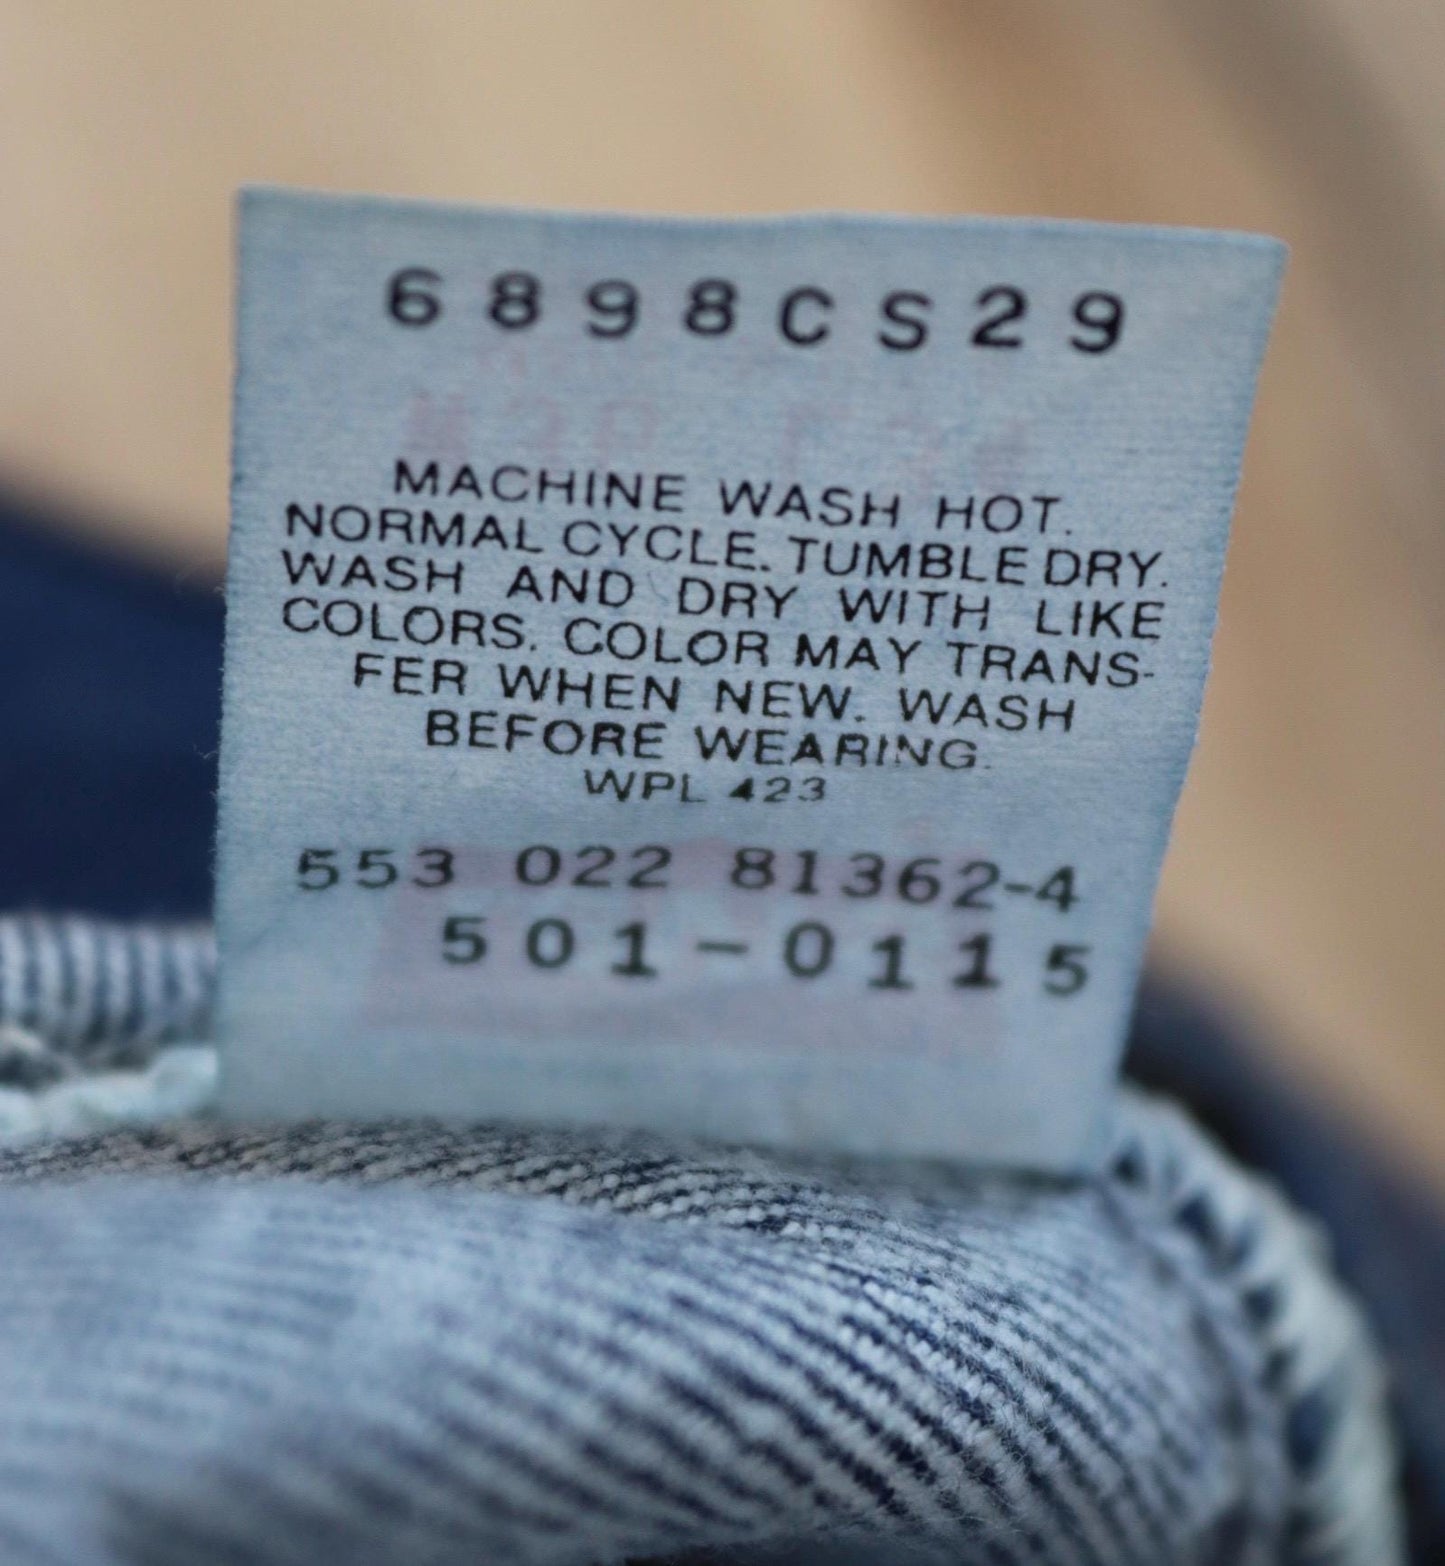 6898CS29
MACHINE WASH HOT.
NORMAL CYCLE. TUMBLE DRY.
WASH AND DRY WITH LIKE
COLORS. COLOR MAY TRANS-
FER WHEN NEW. WASH
BEFORE WEARING.
WPL 423
553 022 81362-4
501-0115